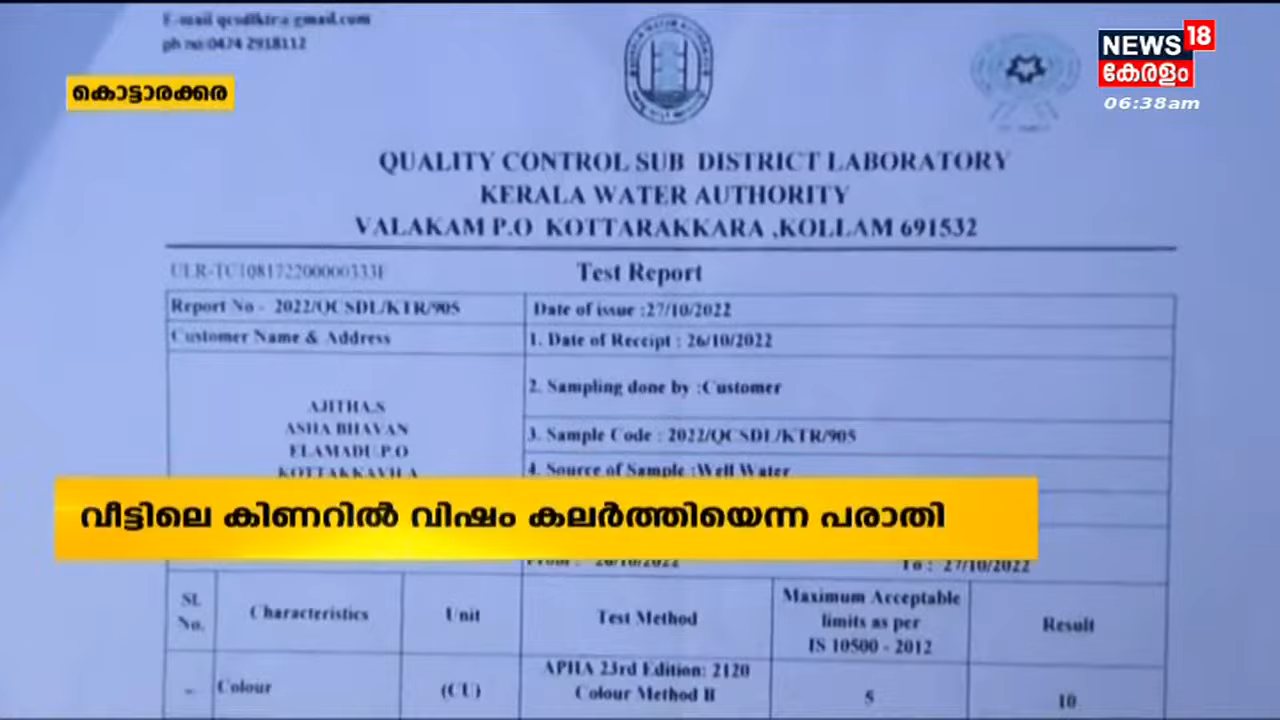 E-mail qcsdlktr@gmail.com
ph no:0474 2918112
NEWS 18
കേരളം
06:38am
കൊട്ടാരക്കര
QUALITY CONTROL SUB DISTRICT LABORATORY
KERALA WATER AUTHORITY
VALAKAM P.O KOTTARAKKARA ,KOLLAM 691532
Test Report
Report No - 2022/QCSDL/KTR/905
Date of issue :27/10/2022
Customer Name & Address
1. Date of Receipt : 26/10/2022
2. Sampling done by :Customer
AJITHA.S
ASHA BHAVAN
ELAMADU P.O
KOTTAKKAVILA
3. Sample Code : 2022/QCSDL/KTR/905
4. Source of Sample :Well Water
വീട്ടിലെ കിണറിൽ വിഷം കലർത്തിയെന്ന പരാതി
From : 26/10/2022 To : 27/10/2022
Sl. No.
Characteristics
Unit
Test Method
Maximum Acceptable
limits as per
IS 10500 - 2012
Result
Colour
(CU)
APHA 23rd Edition: 2120
Colour Method B
5
10